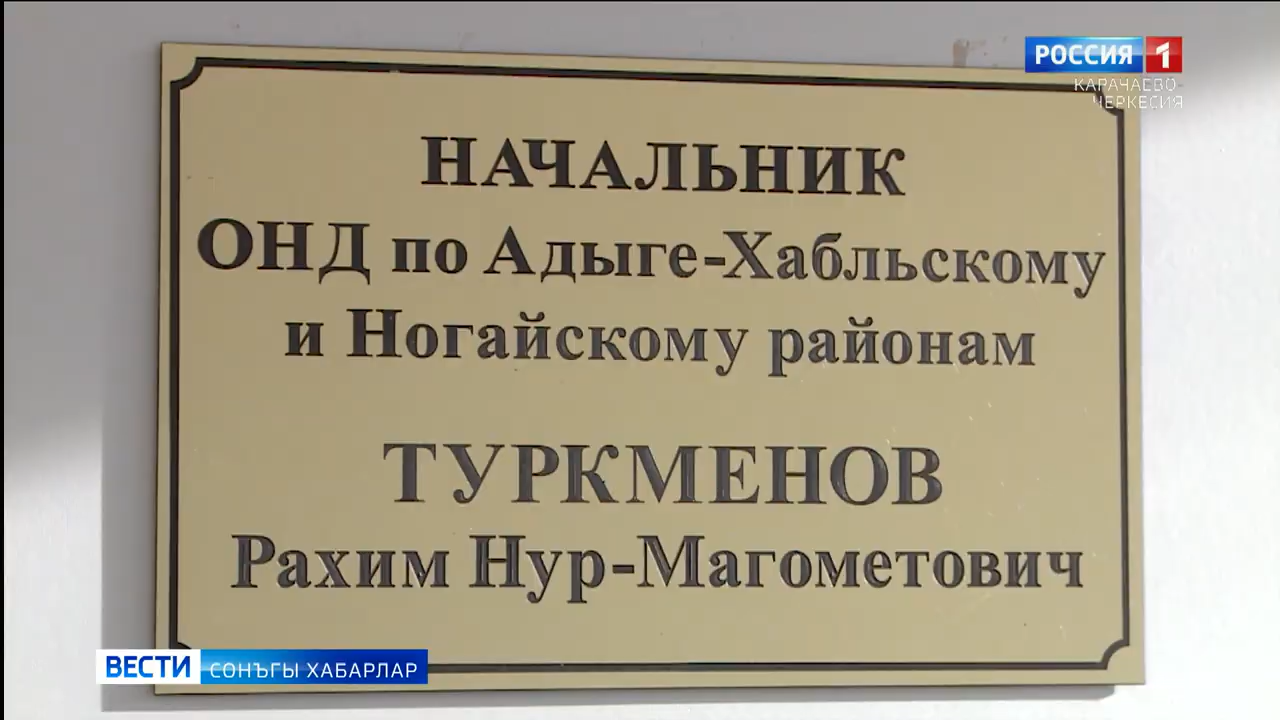 РОССИЯ 1
КАРАЧАЕВО-
ЧЕРКЕСИЯ
НАЧАЛЬНИК
ОНД по Адыге-Хабльскому
и Ногайскому районам
ТУРКМЕНОВ
Рахим Нур-Магометович
ВЕСТИ СОНЪГЫ ХАБАРЛАР